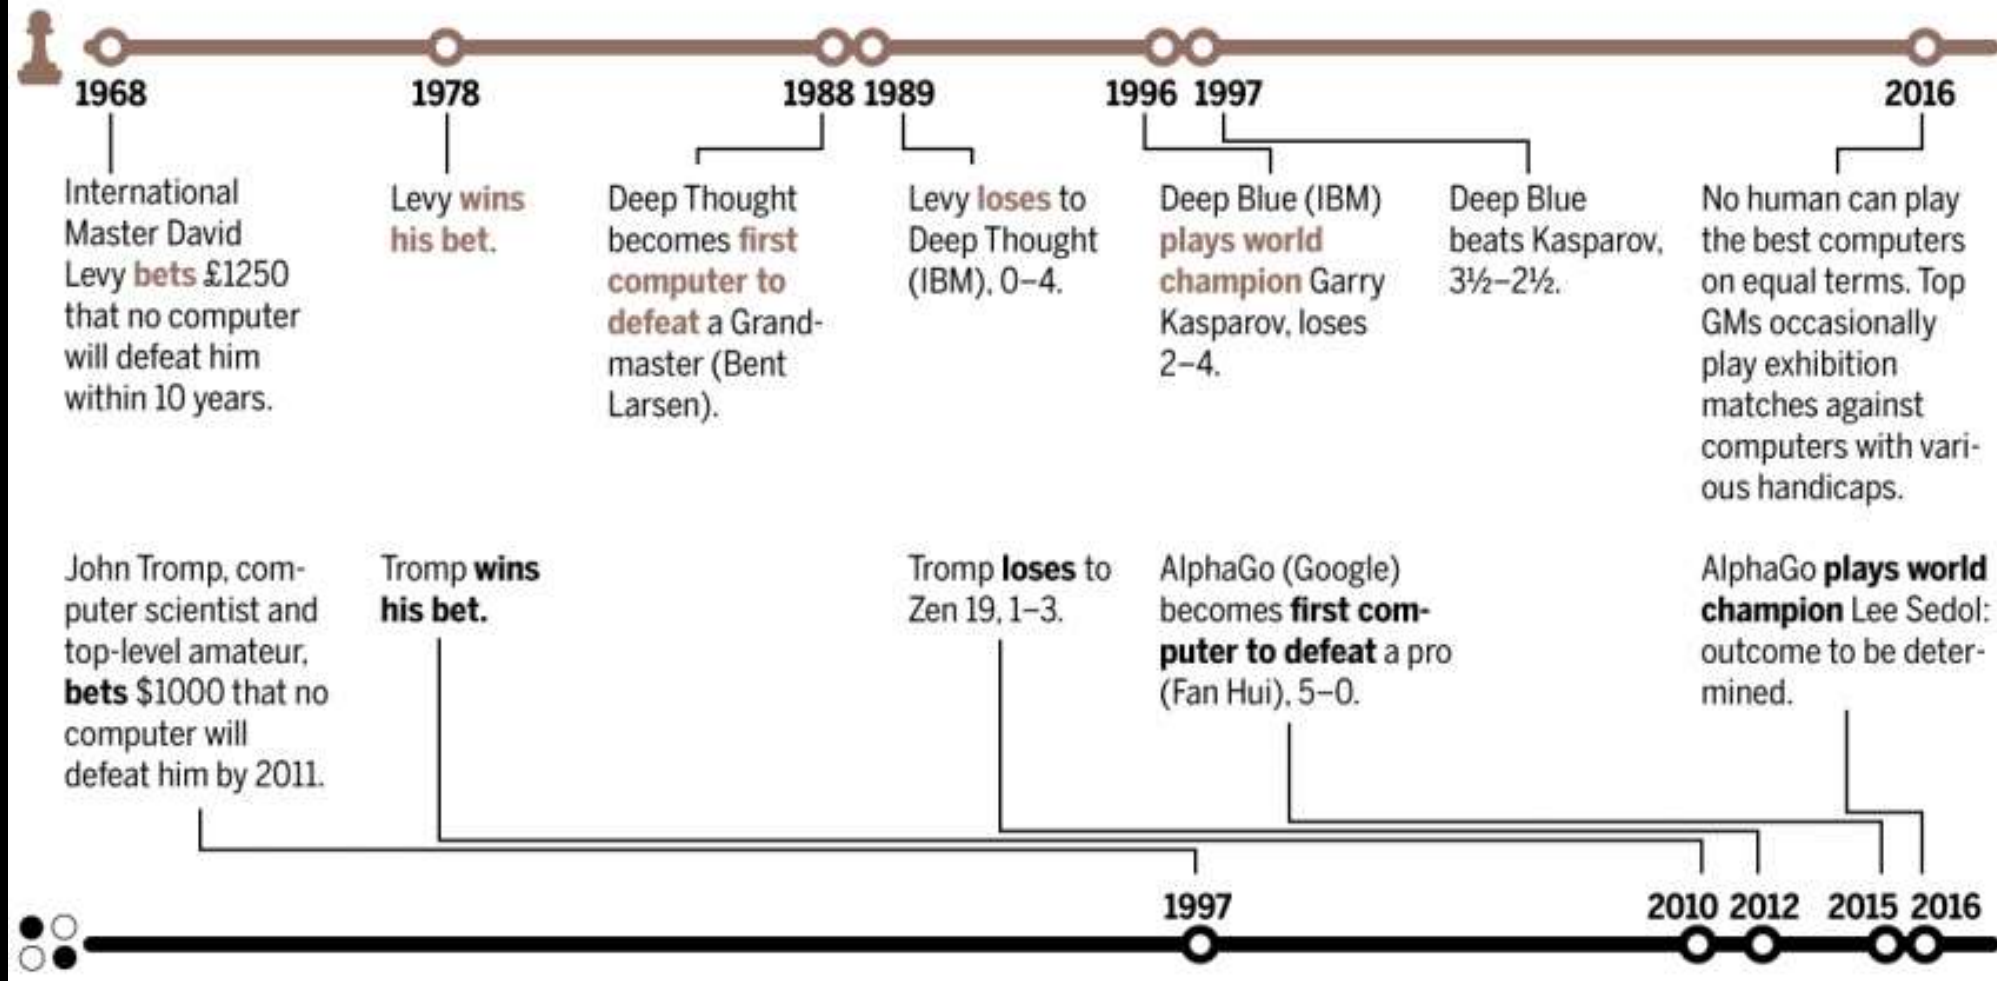 1968
1978
1988 1989
1996 1997
2016
International
Master David
Levy bets £1250
that no computer
will defeat him
within 10 years.
Levy wins
his bet.
Deep Thought
becomes first
computer to
defeat a Grand-
master (Bent
Larsen).
Levy loses to
Deep Thought
(IBM), 0–4.
Deep Blue (IBM)
plays world
champion Garry
Kasparov, loses
2–4.
Deep Blue
beats Kasparov,
3½–2½.
No human can play
the best computers
on equal terms. Top
GMs occasionally
play exhibition
matches against
computers with vari-
ous handicaps.
John Tromp, com-
puter scientist and
top-level amateur,
bets $1000 that no
computer will
defeat him by 2011.
Tromp wins
his bet.
Tromp loses to
Zen 19, 1–3.
AlphaGo (Google)
becomes first com-
puter to defeat a pro
(Fan Hui), 5–0.
AlphaGo plays world
champion Lee Sedol:
outcome to be deter-
mined.
1997
2010 2012
2015 2016